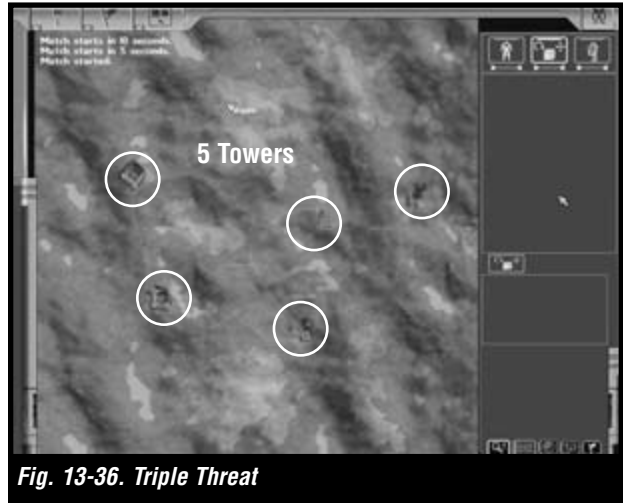 Match starts in 10 seconds.
Match starts in 5 seconds.
Match started.
5 Towers
Fig. 13-36. Triple Threat